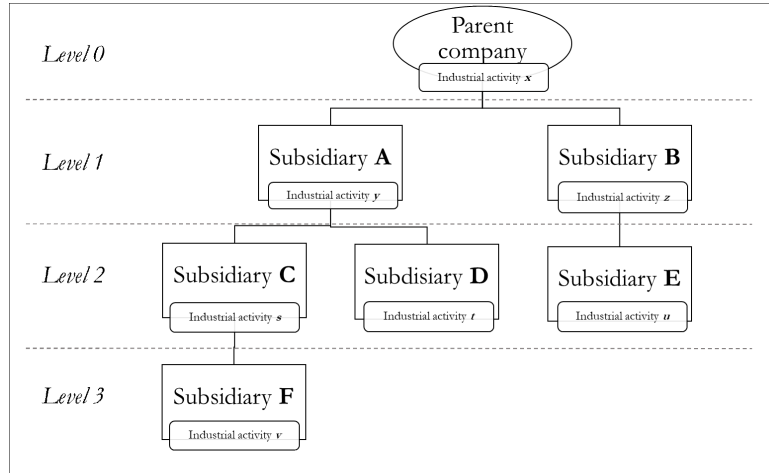 Level 0
Parent
company
Industrial activity x
Level 1
Subsidiary A
Industrial activity y
Subsidiary B
Industrial activity z
Level 2
Subsidiary C
Industrial activity s
Subdisiary D
Industrial activity t
Subsidiary E
Industrial activity u
Level 3
Subsidiary F
Industrial activity v